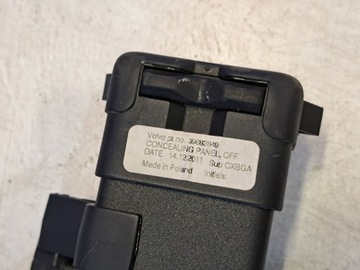 Volvo pt no.
CONCEALING PANEL, OFF
DATE 14.12.2011 Sup CXBGA
Made in Poland Initials: